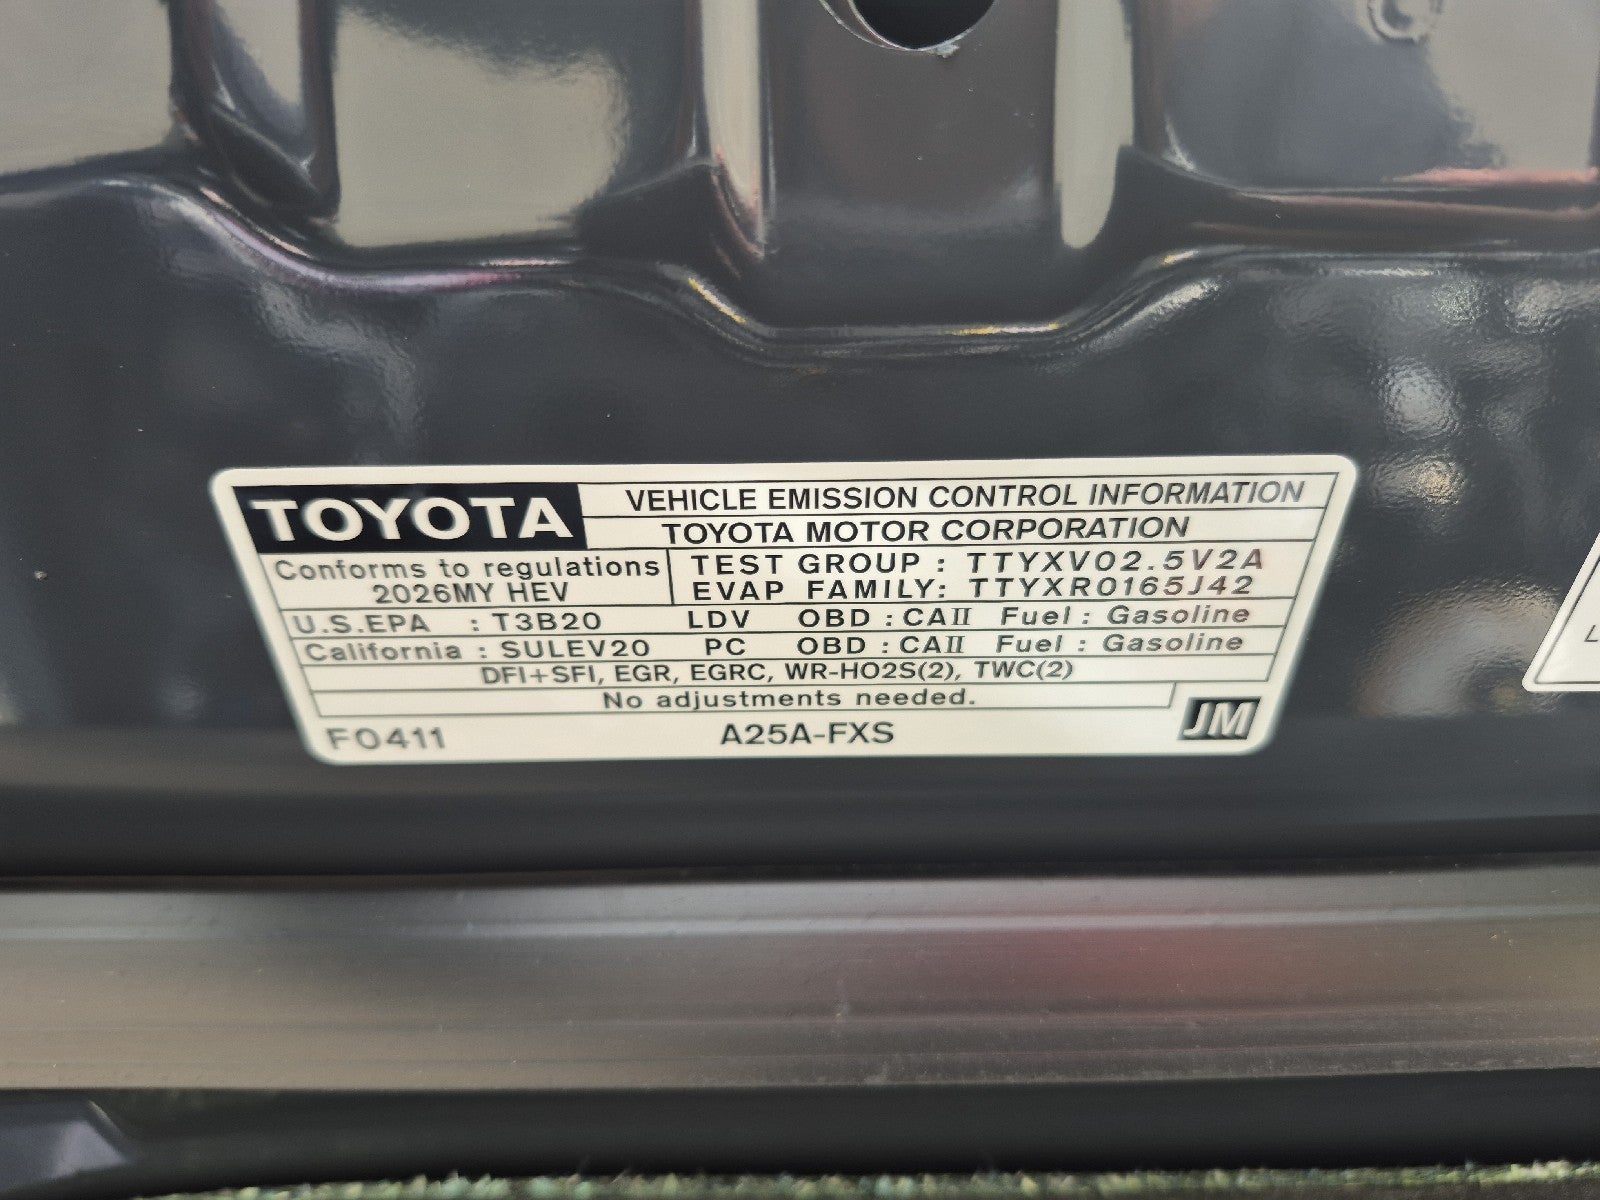 TOYOTA
VEHICLE EMISSION CONTROL INFORMATION
TOYOTA MOTOR CORPORATION
Conforms to regulations
2026MY HEV
TEST GROUP : TTYXV02.5V2A
EVAP FAMILY: TTYXR0165J42
U.S.EPA : T3B20 LDV OBD : CAII Fuel : Gasoline
California : SULEV20 PC OBD : CAII Fuel : Gasoline
DFI+SFI, EGR, EGRC, WR-HO2S(2), TWC(2)
No adjustments needed.
F0411 A25A-FXS JM
L